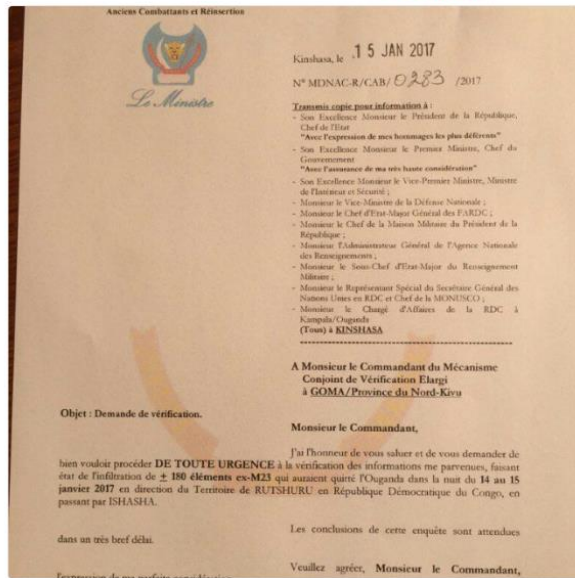 Anciens Combattants et Réinsertion
Le Ministre
Kinshasa, le 15 JAN 2017
N° MDNAC-R/CAB/0283 /2017
Transmis copie pour information à :
- Son Excellence Monsieur le Président de la République,
Chef de l'Etat
"Avec l'expression de mes hommages les plus déférents"
- Son Excellence Monsieur le Premier Ministre, Chef du
Gouvernement
"Avec l'assurance de ma très haute considération"
- Son Excellence Monsieur le Vice-Premier Ministre, Ministre
de l'Intérieur et Sécurité ;
- Monsieur le Vice-Ministre de la Défense Nationale ;
- Monsieur le Chef d'Etat-Major Général des FARDC ;
- Monsieur le Chef de la Maison Militaire du Président de la
République ;
- Monsieur l'Administrateur Général de l'Agence Nationale
des Renseignements ;
- Monsieur le Sous-Chef d'Etat-Major du Renseignement
Militaire ;
- Monsieur le Représentant Spécial du Secrétaire Général des
Nations Unies en RDC et Chef de la MONUSCO ;
- Monsieur le Chargé d'Affaires de la RDC à
Kampala/Ouganda
(Tous) à KINSHASA
A Monsieur le Commandant du Mécanisme
Conjoint de Vérification Elargi
à GOMA/Province du Nord-Kivu
Objet : Demande de vérification.
Monsieur le Commandant,
J'ai l'honneur de vous saluer et de vous demander de
bien vouloir procéder DE TOUTE URGENCE à la vérification des informations me parvenues, faisant
état de l'infiltration de ± 180 éléments ex-M23 qui auraient quitté l'Ouganda dans la nuit du 14 au 15
janvier 2017 en direction du Territoire de RUTSHURU en République Démocratique du Congo, en
passant par ISHASHA.
Les conclusions de cette enquête sont attendues
dans un très bref délai.
Veuillez agréer, Monsieur le Commandant,
l'expression de ma parfaite considération